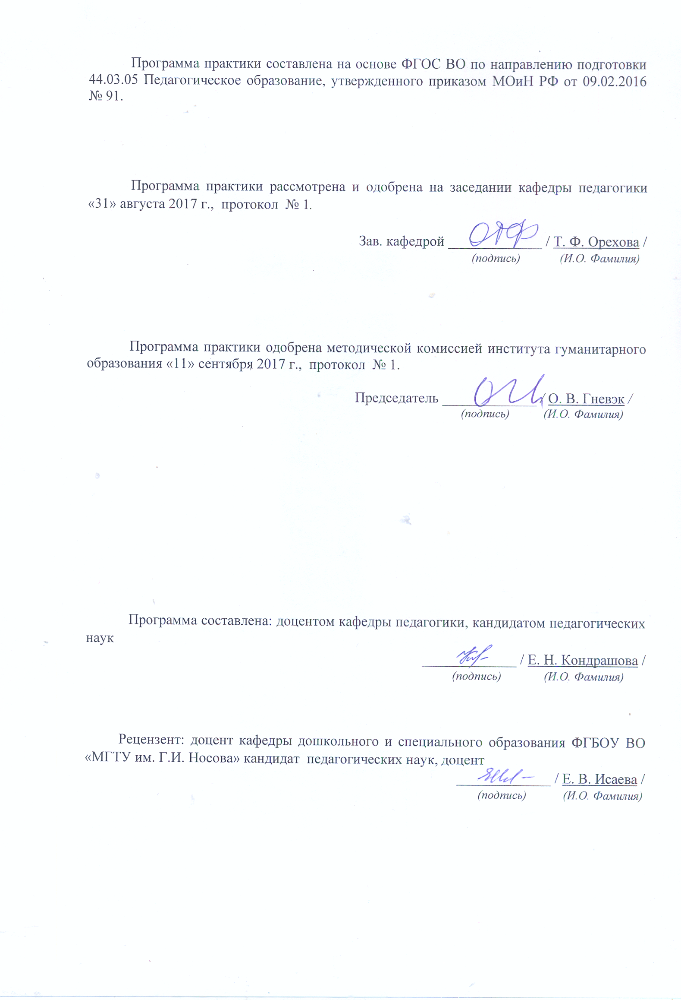 Программа практики составлена на основе ФГОС ВО по направлению подготовки
44.03.05 Педагогическое образование, утвержденного приказом МОиН РФ от 09.02.2016
№ 91.
Программа практики рассмотрена и одобрена на заседании кафедры педагогики
«31» августа 2017 г., протокол № 1.
Зав. кафедрой _____________ / Т. Ф. Орехова /
(подпись) (И.О. Фамилия)
Программа практики одобрена методической комиссией института гуманитарного
образования «11» сентября 2017 г., протокол № 1.
Председатель _____________ / О. В. Гневэк /
(подпись) (И.О. Фамилия)
Программа составлена: доцентом кафедры педагогики, кандидатом педагогических
наук
_____________ / Е. Н. Кондрашова /
(подпись) (И.О. Фамилия)
Рецензент: доцент кафедры дошкольного и специального образования ФГБОУ ВО
«МГТУ им. Г.И. Носова» кандидат педагогических наук, доцент
_____________ / Е. В. Исаева /
(подпись) (И.О. Фамилия)